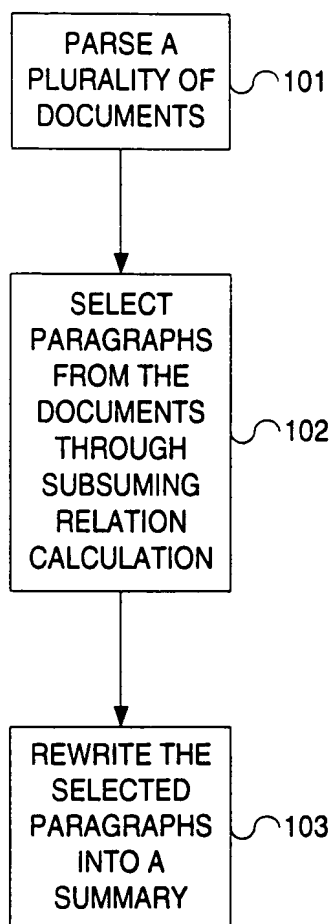 PARSE A
PLURALITY OF
DOCUMENTS
101
SELECT
PARAGRAPHS
FROM THE
DOCUMENTS
THROUGH
SUBSUMING
RELATION
CALCULATION
102
REWRITE THE
SELECTED
PARAGRAPHS
INTO A
SUMMARY
103